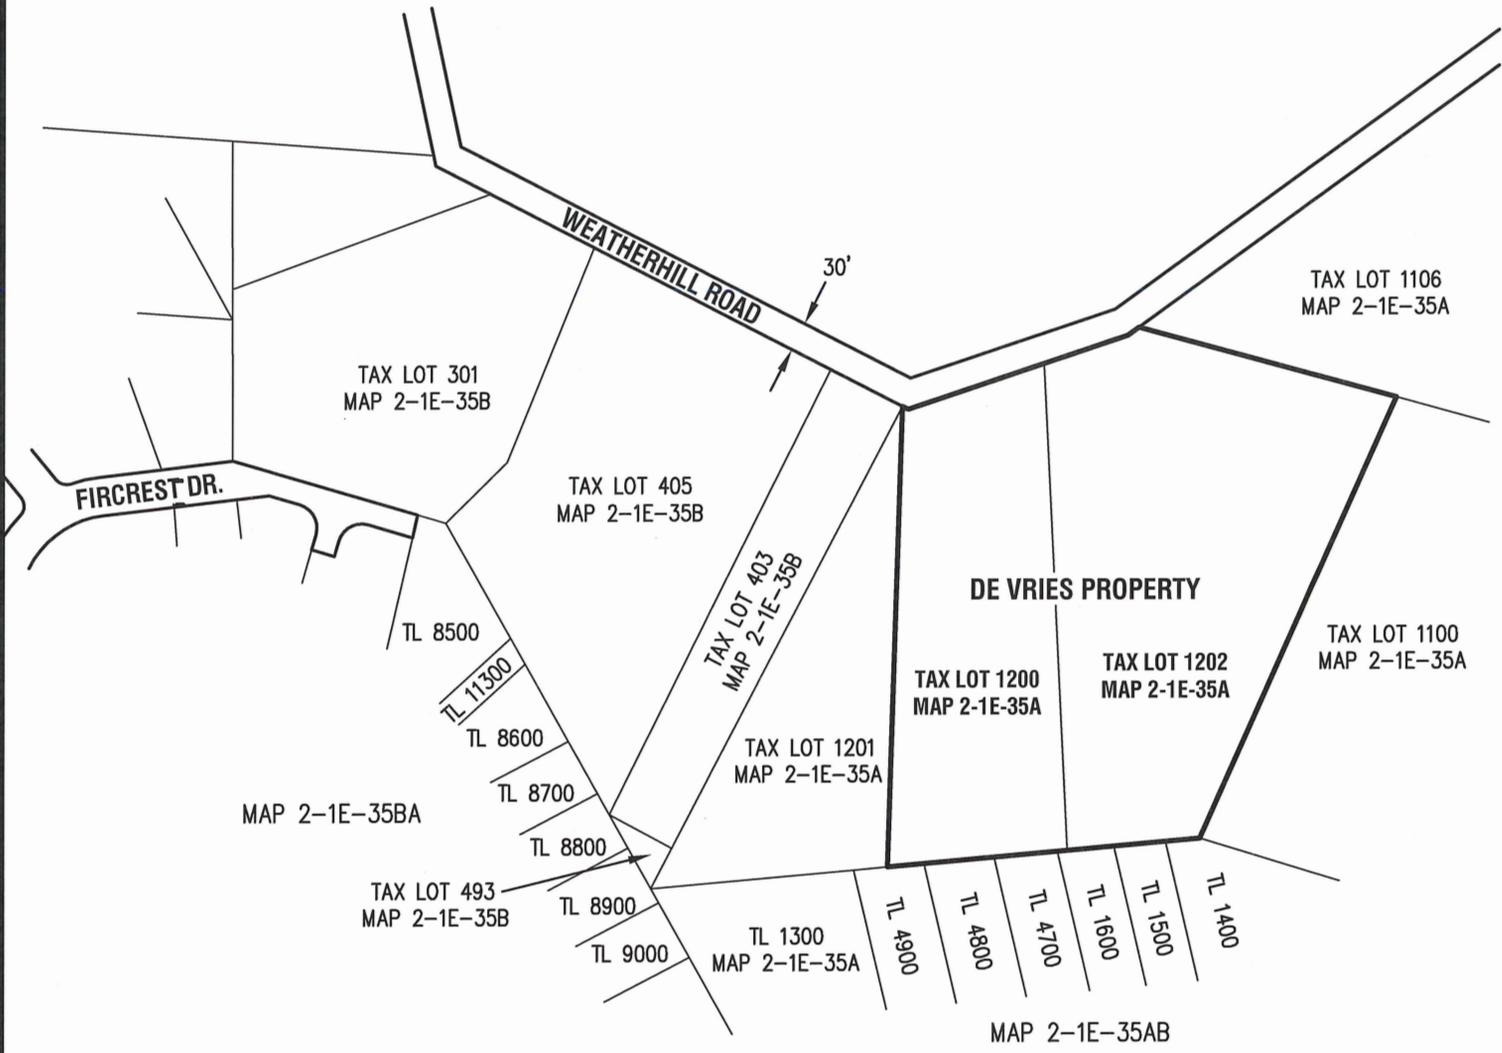 WEATHERHILL ROAD
30'
TAX LOT 1106
MAP 2-1E-35A
TAX LOT 301
MAP 2-1E-35B
FIRCREST DR.
TAX LOT 405
MAP 2-1E-35B
TAX LOT 403
MAP 2-1E-35B
DE VRIES PROPERTY
TAX LOT 1200
MAP 2-1E-35A
TAX LOT 1202
MAP 2-1E-35A
TAX LOT 1100
MAP 2-1E-35A
TL 8500
TL 11300
TL 8600
TL 8700
TL 8800
TAX LOT 1201
MAP 2-1E-35A
MAP 2-1E-35BA
TAX LOT 493
MAP 2-1E-35B
TL 8900
TL 9000
TL 1300
MAP 2-1E-35A
TL 4900
TL 4800
TL 4700
TL 1600
TL 1500
TL 1400
MAP 2-1E-35AB